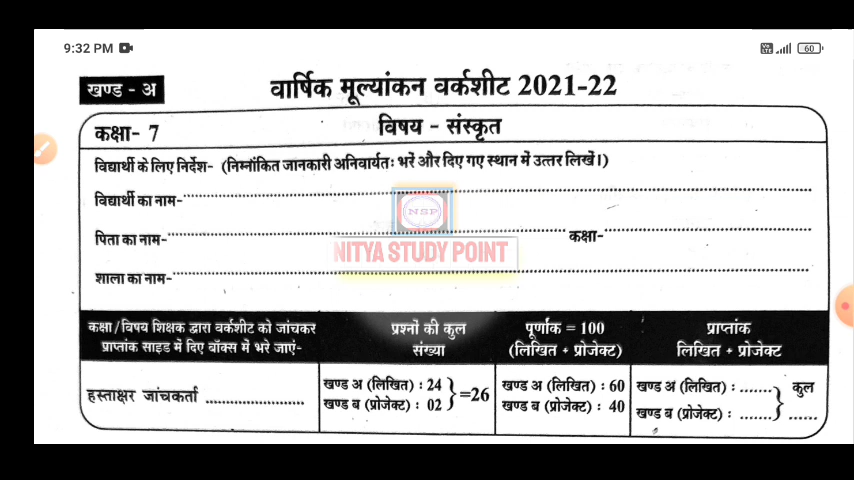 9:32 PM
60
खण्ड - अ
वार्षिक मूल्यांकन वर्कशीट 2021-22
कक्षा- 7
विषय - संस्कृत
विद्यार्थी के लिए निर्देश- (निम्नांकित जानकारी अनिवार्यतः भरें और दिए गए स्थान में उत्तर लिखें।)
विद्यार्थी का नाम-
NSP
पिता का नाम- कक्षा-
NITYA STUDY POINT
शाला का नाम-
कक्षा/विषय शिक्षक द्वारा वर्कशीट को जांचकर
प्राप्तांक साइड में दिए बॉक्स में भरे जाएं-
प्रश्नों की कुल
संख्या
पूर्णांक = 100
(लिखित + प्रोजेक्ट)
प्राप्तांक
लिखित + प्रोजेक्ट
हस्ताक्षर जांचकर्ता ......................
खण्ड अ (लिखित) : 24
खण्ड ब (प्रोजेक्ट) : 02
} =26
खण्ड अ (लिखित) : 60
खण्ड ब (प्रोजेक्ट) : 40
खण्ड अ (लिखित) : .......
खण्ड ब (प्रोजेक्ट) : .......
} कुल ......